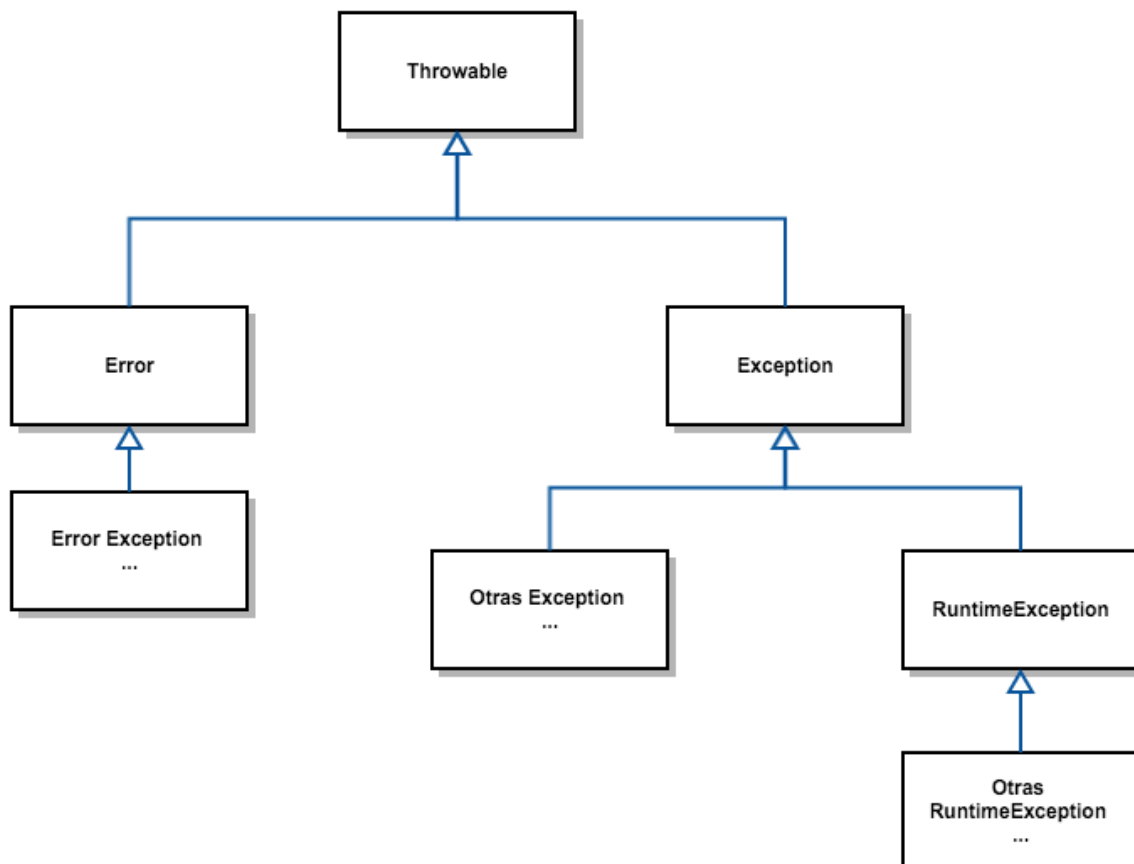 Throwable
Error
Exception
Error Exception
...
Otras Exception
...
RuntimeException
Otras
RuntimeException
...